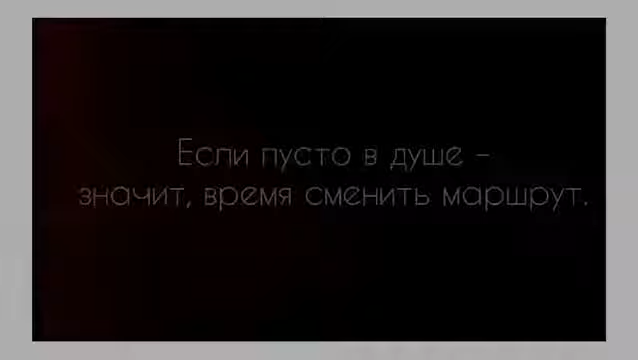 Если пусто в душе –
значит, время сменить маршрут.